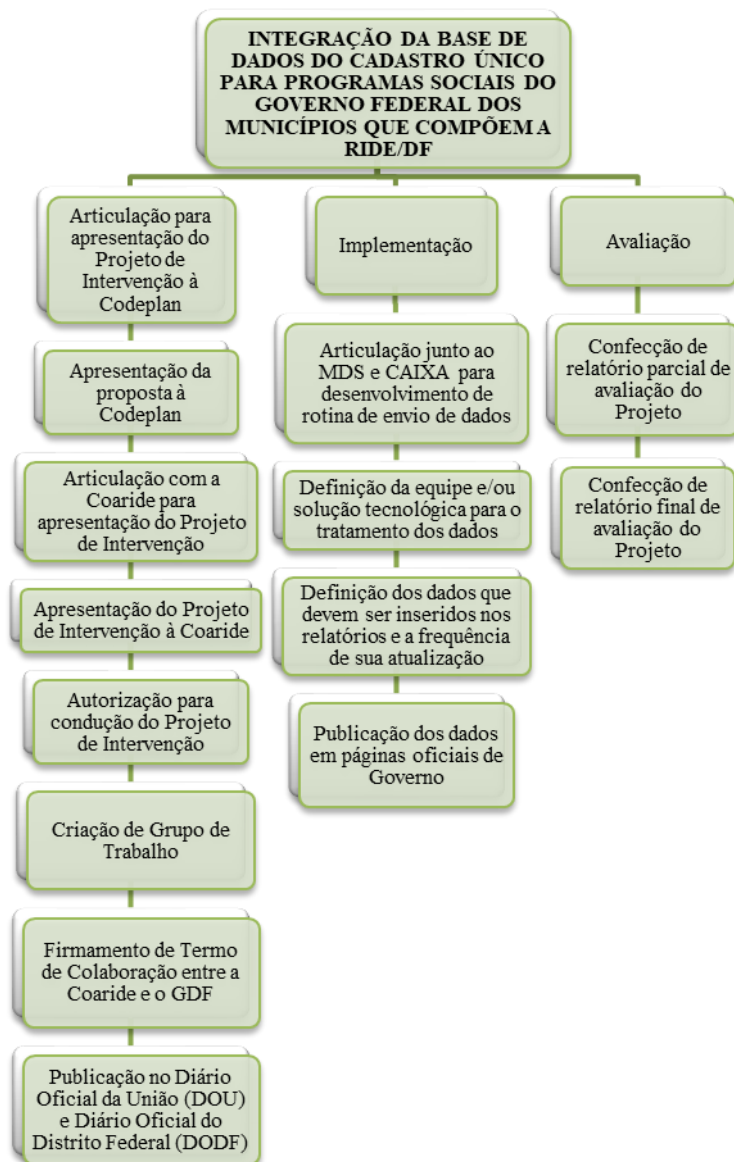 INTEGRAÇÃO DA BASE DE
DADOS DO CADASTRO ÚNICO
PARA PROGRAMAS SOCIAIS DO
GOVERNO FEDERAL DOS
MUNICÍPIOS QUE COMPÕEM A
RIDE/DF
Articulação para
apresentação do
Projeto de
Intervenção à
Codeplan
Apresentação da
proposta à
Codeplan
Articulação com a
Coaride para
apresentação do Projeto
de Intervenção
Apresentação do Projeto
de Intervenção à Coaride
Autorização para
condução do Projeto
de Intervenção
Criação de Grupo de
Trabalho
Firmamento de Termo
de Colaboração entre a
Coaride e o GDF
Publicação no Diário
Oficial da União (DOU)
e Diário Oficial do
Distrito Federal (DODF)
Implementação
Articulação junto ao
MDS e CAIXA para
desenvolvimento de
rotina de envio de dados
Definição da equipe e/ou
solução tecnológica para o
tratamento dos dados
Definição dos dados que
devem ser inseridos nos
relatórios e a frequência
de sua atualização
Publicação dos dados
em páginas oficiais de
Governo
Avaliação
Confecção de
relatório parcial de
avaliação do
Projeto
Confecção de
relatório final de
avaliação do
Projeto